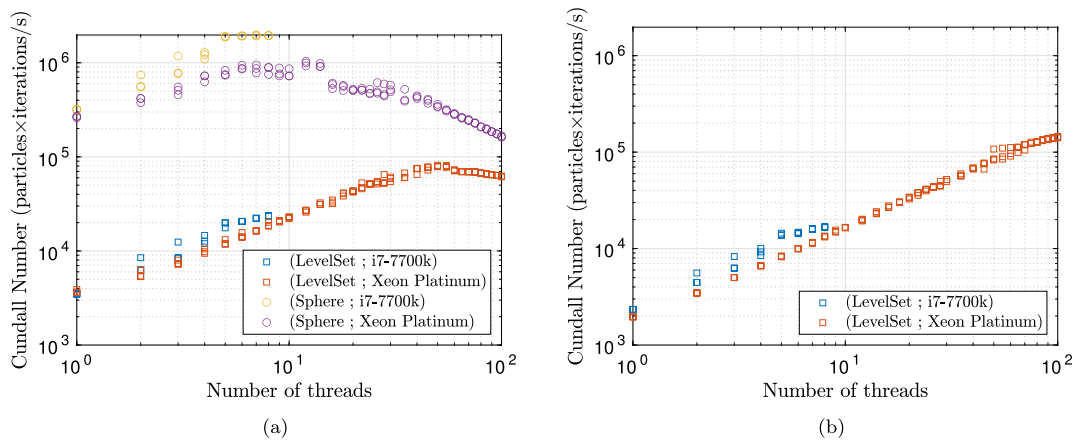 Cundall Number (particles×iterations/s)
10^6
10^5
10^4
10^3
10^0
10^1
10^2
Number of threads
(LevelSet ; i7-7700k)
(LevelSet ; Xeon Platinum)
(Sphere ; i7-7700k)
(Sphere ; Xeon Platinum)
(a)
Cundall Number (particles×iterations/s)
10^6
10^5
10^4
10^3
10^0
10^1
10^2
Number of threads
(LevelSet ; i7-7700k)
(LevelSet ; Xeon Platinum)
(b)